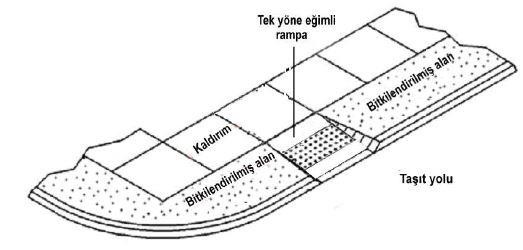 Tek yöne eğimli
rampa
Bitkilendirilmiş alan
Kaldırım
Bitkilendirilmiş alan
Taşıt yolu